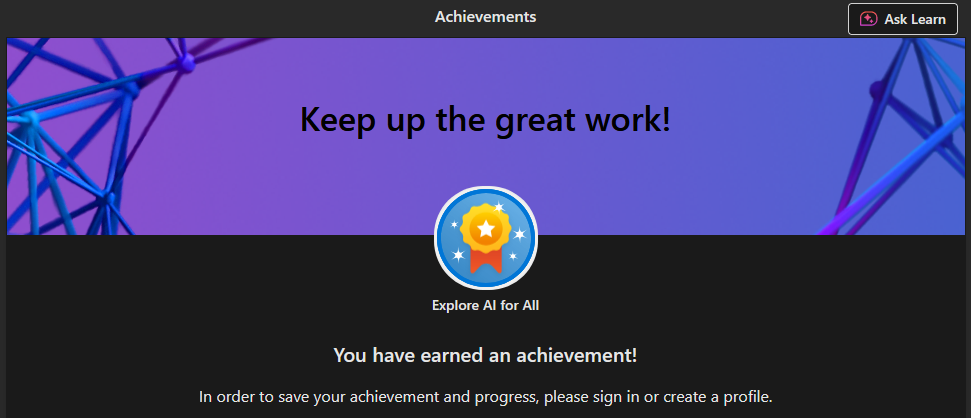 Achievements
Ask Learn
Keep up the great work!
Explore AI for All
You have earned an achievement!
In order to save your achievement and progress, please sign in or create a profile.